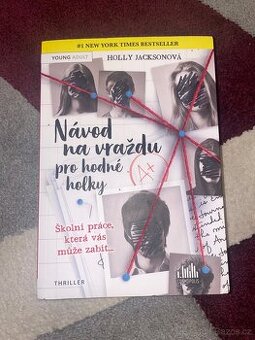 #1 NEW YORK TIMES BESTSELLER
YOUNG ADULT
HOLLY JACKSONOVÁ
Návod
na vraždu
pro hodné
holky
A+
Školní práce,
která vás
může zabít...
THRILLER